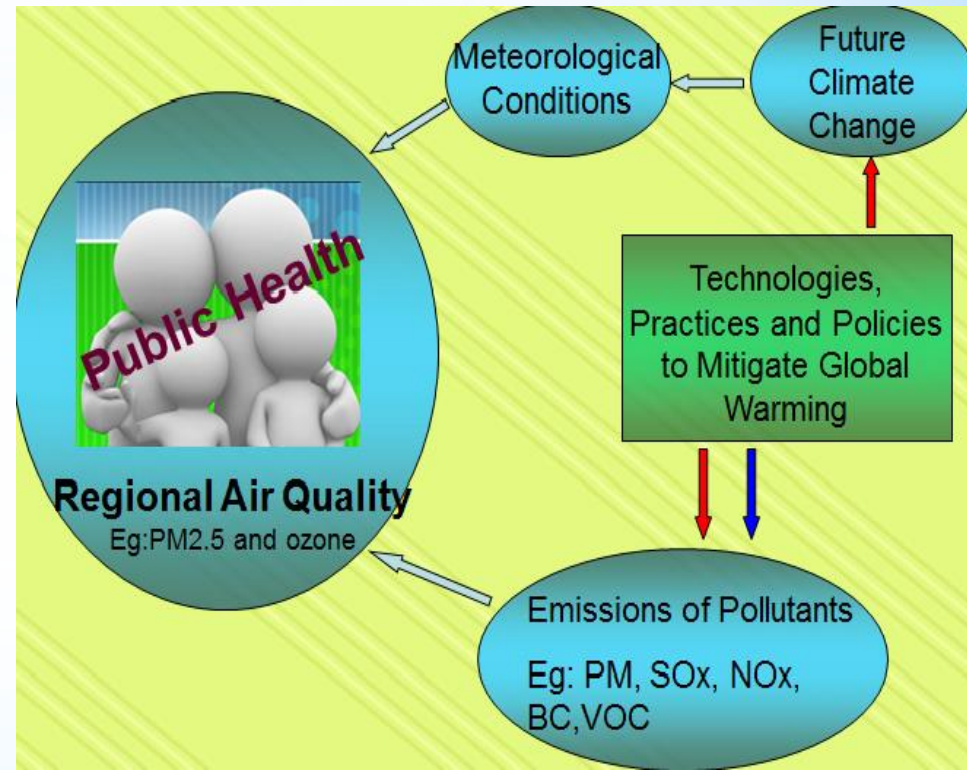 Meteorological
Conditions
Future
Climate
Change
Public Health
Regional Air Quality
Eg:PM2.5 and ozone
Technologies,
Practices and Policies
to Mitigate Global
Warming
Emissions of Pollutants
Eg: PM, SOx, NOx,
BC,VOC